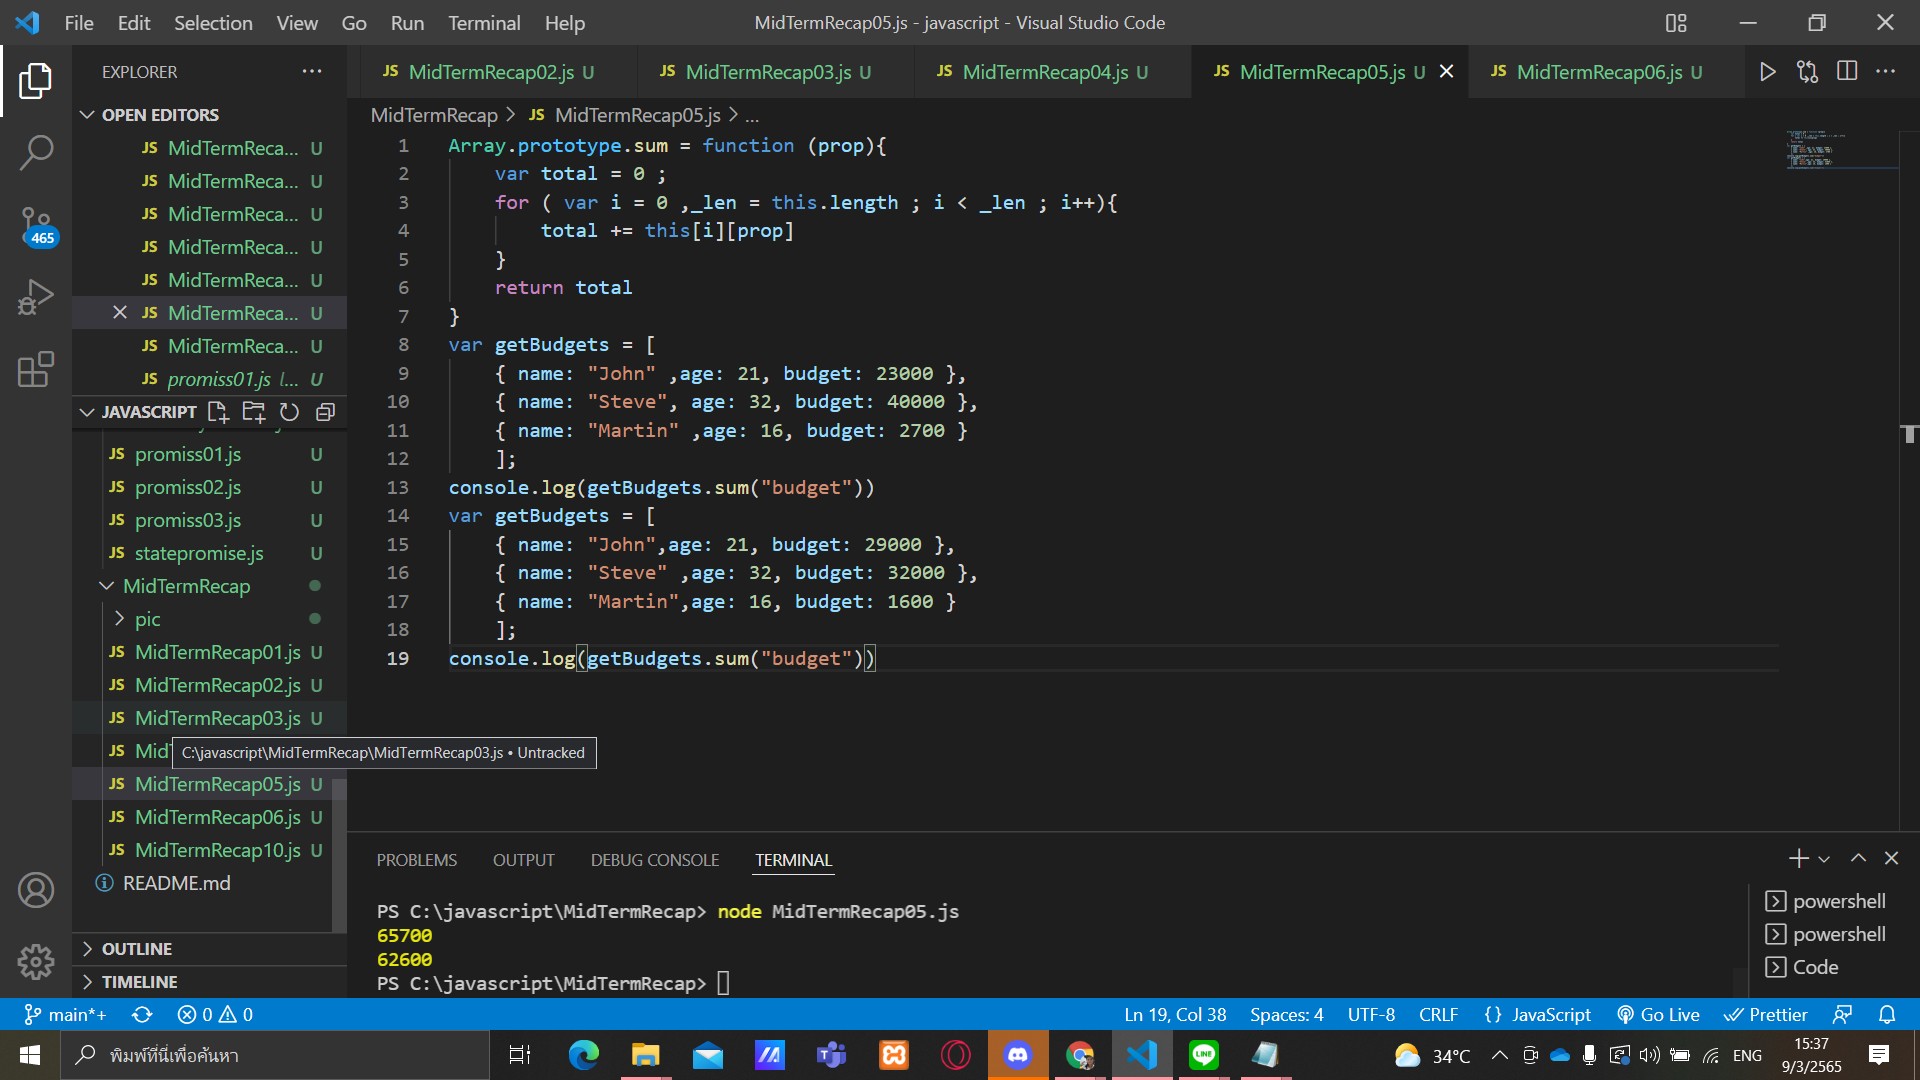 File Edit Selection View Go Run Terminal Help
MidTermRecap05.js - javascript - Visual Studio Code
EXPLORER
OPEN EDITORS
JS MidTermReca... U
JS MidTermReca... U
JS MidTermReca... U
JS MidTermReca... U
JS MidTermReca... U
JS MidTermReca... U
JS MidTermReca... U
JS promiss01.js l... U
JAVASCRIPT
JS promiss01.js U
JS promiss02.js U
JS promiss03.js U
JS statepromise.js U
MidTermRecap
pic
JS MidTermRecap01.js U
JS MidTermRecap02.js U
JS MidTermRecap03.js U
JS Mid
C:\javascript\MidTermRecap\MidTermRecap03.js • Untracked
JS MidTermRecap05.js U
JS MidTermRecap06.js U
JS MidTermRecap10.js U
README.md
OUTLINE
TIMELINE
465
JS MidTermRecap02.js U
JS MidTermRecap03.js U
JS MidTermRecap04.js U
JS MidTermRecap05.js U
JS MidTermRecap06.js U
MidTermRecap > JS MidTermRecap05.js > ...
1 Array.prototype.sum = function (prop){
2 var total = 0 ;
3 for ( var i = 0 ,_len = this.length ; i < _len ; i++){
4 total += this[i][prop]
5 }
6 return total
7 }
8 var getBudgets = [
9 { name: "John" ,age: 21, budget: 23000 },
10 { name: "Steve", age: 32, budget: 40000 },
11 { name: "Martin" ,age: 16, budget: 2700 }
12 ];
13 console.log(getBudgets.sum("budget"))
14 var getBudgets = [
15 { name: "John",age: 21, budget: 29000 },
16 { name: "Steve" ,age: 32, budget: 32000 },
17 { name: "Martin",age: 16, budget: 1600 }
18 ];
19 console.log(getBudgets.sum("budget"))
PROBLEMS OUTPUT DEBUG CONSOLE TERMINAL
PS C:\javascript\MidTermRecap> node MidTermRecap05.js
65700
62600
PS C:\javascript\MidTermRecap>
powershell
powershell
Code
main*+ 0 0
Ln 19, Col 38 Spaces: 4 UTF-8 CRLF {} JavaScript Go Live Prettier
พิมพ์ที่นี่เพื่อค้นหา
LINE
34°C
ENG
15:37
9/3/2565